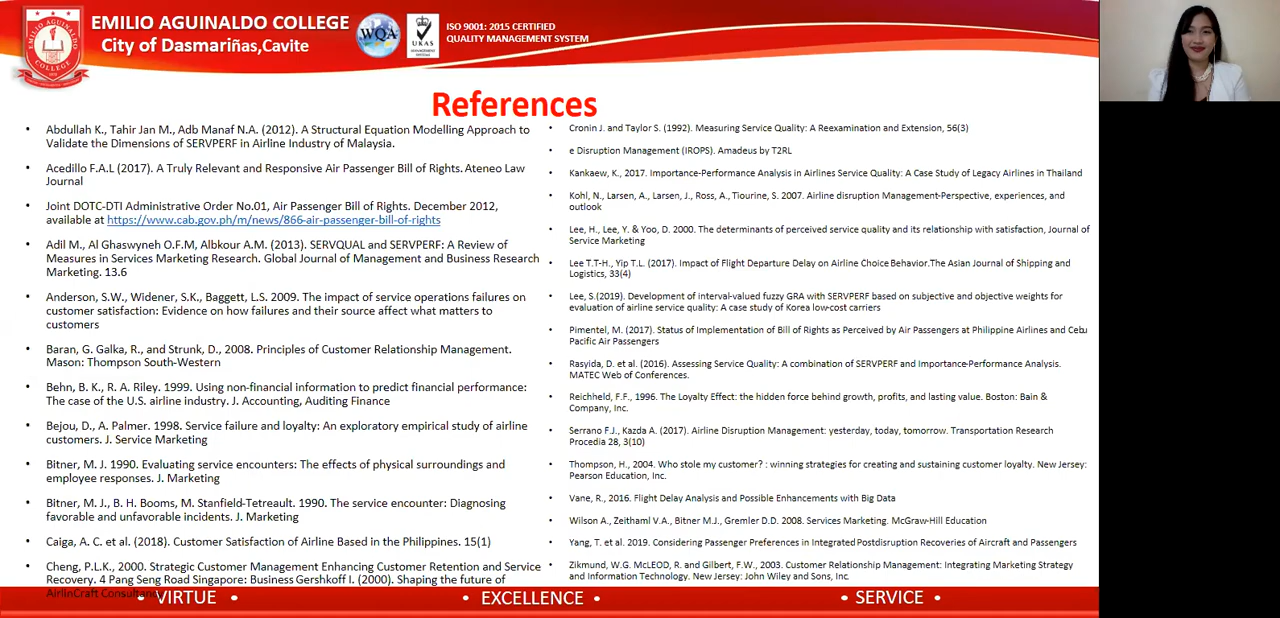 EMILIO AGUINALDO COLLEGE
City of Dasmariñas,Cavite
WQA
UKAS
MANAGEMENT
SYSTEMS
ISO 9001: 2015 CERTIFIED
QUALITY MANAGEMENT SYSTEM
References
• Abdullah K., Tahir Jan M., Adb Manaf N.A. (2012). A Structural Equation Modelling Approach to
Validate the Dimensions of SERVPERF in Airline Industry of Malaysia.
• Acedillo F.A.L (2017). A Truly Relevant and Responsive Air Passenger Bill of Rights. Ateneo Law
Journal
• Joint DOTC-DTI Administrative Order No.01, Air Passenger Bill of Rights. December 2012,
available at https://www.cab.gov.ph/m/news/866-air-passenger-bill-of-rights
• Adil M., Al Ghaswyneh O.F.M, Albkour A.M. (2013). SERVQUAL and SERVPERF: A Review of
Measures in Services Marketing Research. Global Journal of Management and Business Research
Marketing. 13.6
• Anderson, S.W., Widener, S.K., Baggett, L.S. 2009. The impact of service operations failures on
customer satisfaction: Evidence on how failures and their source affect what matters to
customers
• Baran, G. Galka, R., and Strunk, D., 2008. Principles of Customer Relationship Management.
Mason: Thompson South-Western
• Behn, B. K., R. A. Riley. 1999. Using non-financial information to predict financial performance:
The case of the U.S. airline industry. J. Accounting, Auditing Finance
• Bejou, D., A. Palmer. 1998. Service failure and loyalty: An exploratory empirical study of airline
customers. J. Service Marketing
• Bitner, M. J. 1990. Evaluating service encounters: The effects of physical surroundings and
employee responses. J. Marketing
• Bitner, M. J., B. H. Booms, M. Stanfield-Tetreault. 1990. The service encounter: Diagnosing
favorable and unfavorable incidents. J. Marketing
• Caiga, A. C. et al. (2018). Customer Satisfaction of Airline Based in the Philippines. 15(1)
• Cheng, P.L.K., 2000. Strategic Customer Management Enhancing Customer Retention and Service
Recovery. 4 Pang Seng Road Singapore: Business Gershkoff I. (2000). Shaping the future of
AirlinCraft Consultancy
• Cronin J. and Taylor S. (1992). Measuring Service Quality: A Reexamination and Extension, 56(3)
• e Disruption Management (IROPS). Amadeus by T2RL
• Kankaew, K., 2017. Importance-Performance Analysis in Airlines Service Quality: A Case Study of Legacy Airlines in Thailand
• Kohl, N., Larsen, A., Larsen, J., Ross, A., Tiourine, S. 2007. Airline disruption Management-Perspective, experiences, and
outlook
• Lee, H., Lee, Y. & Yoo, D. 2000. The determinants of perceived service quality and its relationship with satisfaction, Journal of
Service Marketing
• Lee T.T-H., Yip T.L. (2017). Impact of Flight Departure Delay on Airline Choice Behavior.The Asian Journal of Shipping and
Logistics, 33(4)
• Lee, S.(2019). Development of interval-valued fuzzy GRA with SERVPERF based on subjective and objective weights for
evaluation of airline service quality: A case study of Korea low-cost carriers
• Pimentel, M. (2017). Status of Implementation of Bill of Rights as Perceived by Air Passengers at Philippine Airlines and Cebu
Pacific Air Passengers
• Rasyida, D. et al. (2016). Assessing Service Quality: A combination of SERVPERF and Importance-Performance Analysis.
MATEC Web of Conferences.
• Reichheld, F.F., 1996. The Loyalty Effect: the hidden force behind growth, profits, and lasting value. Boston: Bain &
Company, Inc.
• Serrano F.J., Kazda A. (2017). Airline Disruption Management: yesterday, today, tomorrow. Transportation Research
Procedia 28, 3(10)
• Thompson, H., 2004. Who stole my customer? : winning strategies for creating and sustaining customer loyalty. New Jersey:
Pearson Education, Inc.
• Vane, R., 2016. Flight Delay Analysis and Possible Enhancements with Big Data
• Wilson A., Zeithaml V.A., Bitner M.J., Gremler D.D. 2008. Services Marketing. McGraw-Hill Education
• Yang, T. et al. 2019. Considering Passenger Preferences in Integrated Postdisruption Recoveries of Aircraft and Passengers
• Zikmund, W.G. McLEOD, R. and Gilbert, F.W., 2003. Customer Relationship Management: Integrating Marketing Strategy
and Information Technology. New Jersey: John Wiley and Sons, Inc.
• VIRTUE • • EXCELLENCE • • SERVICE •